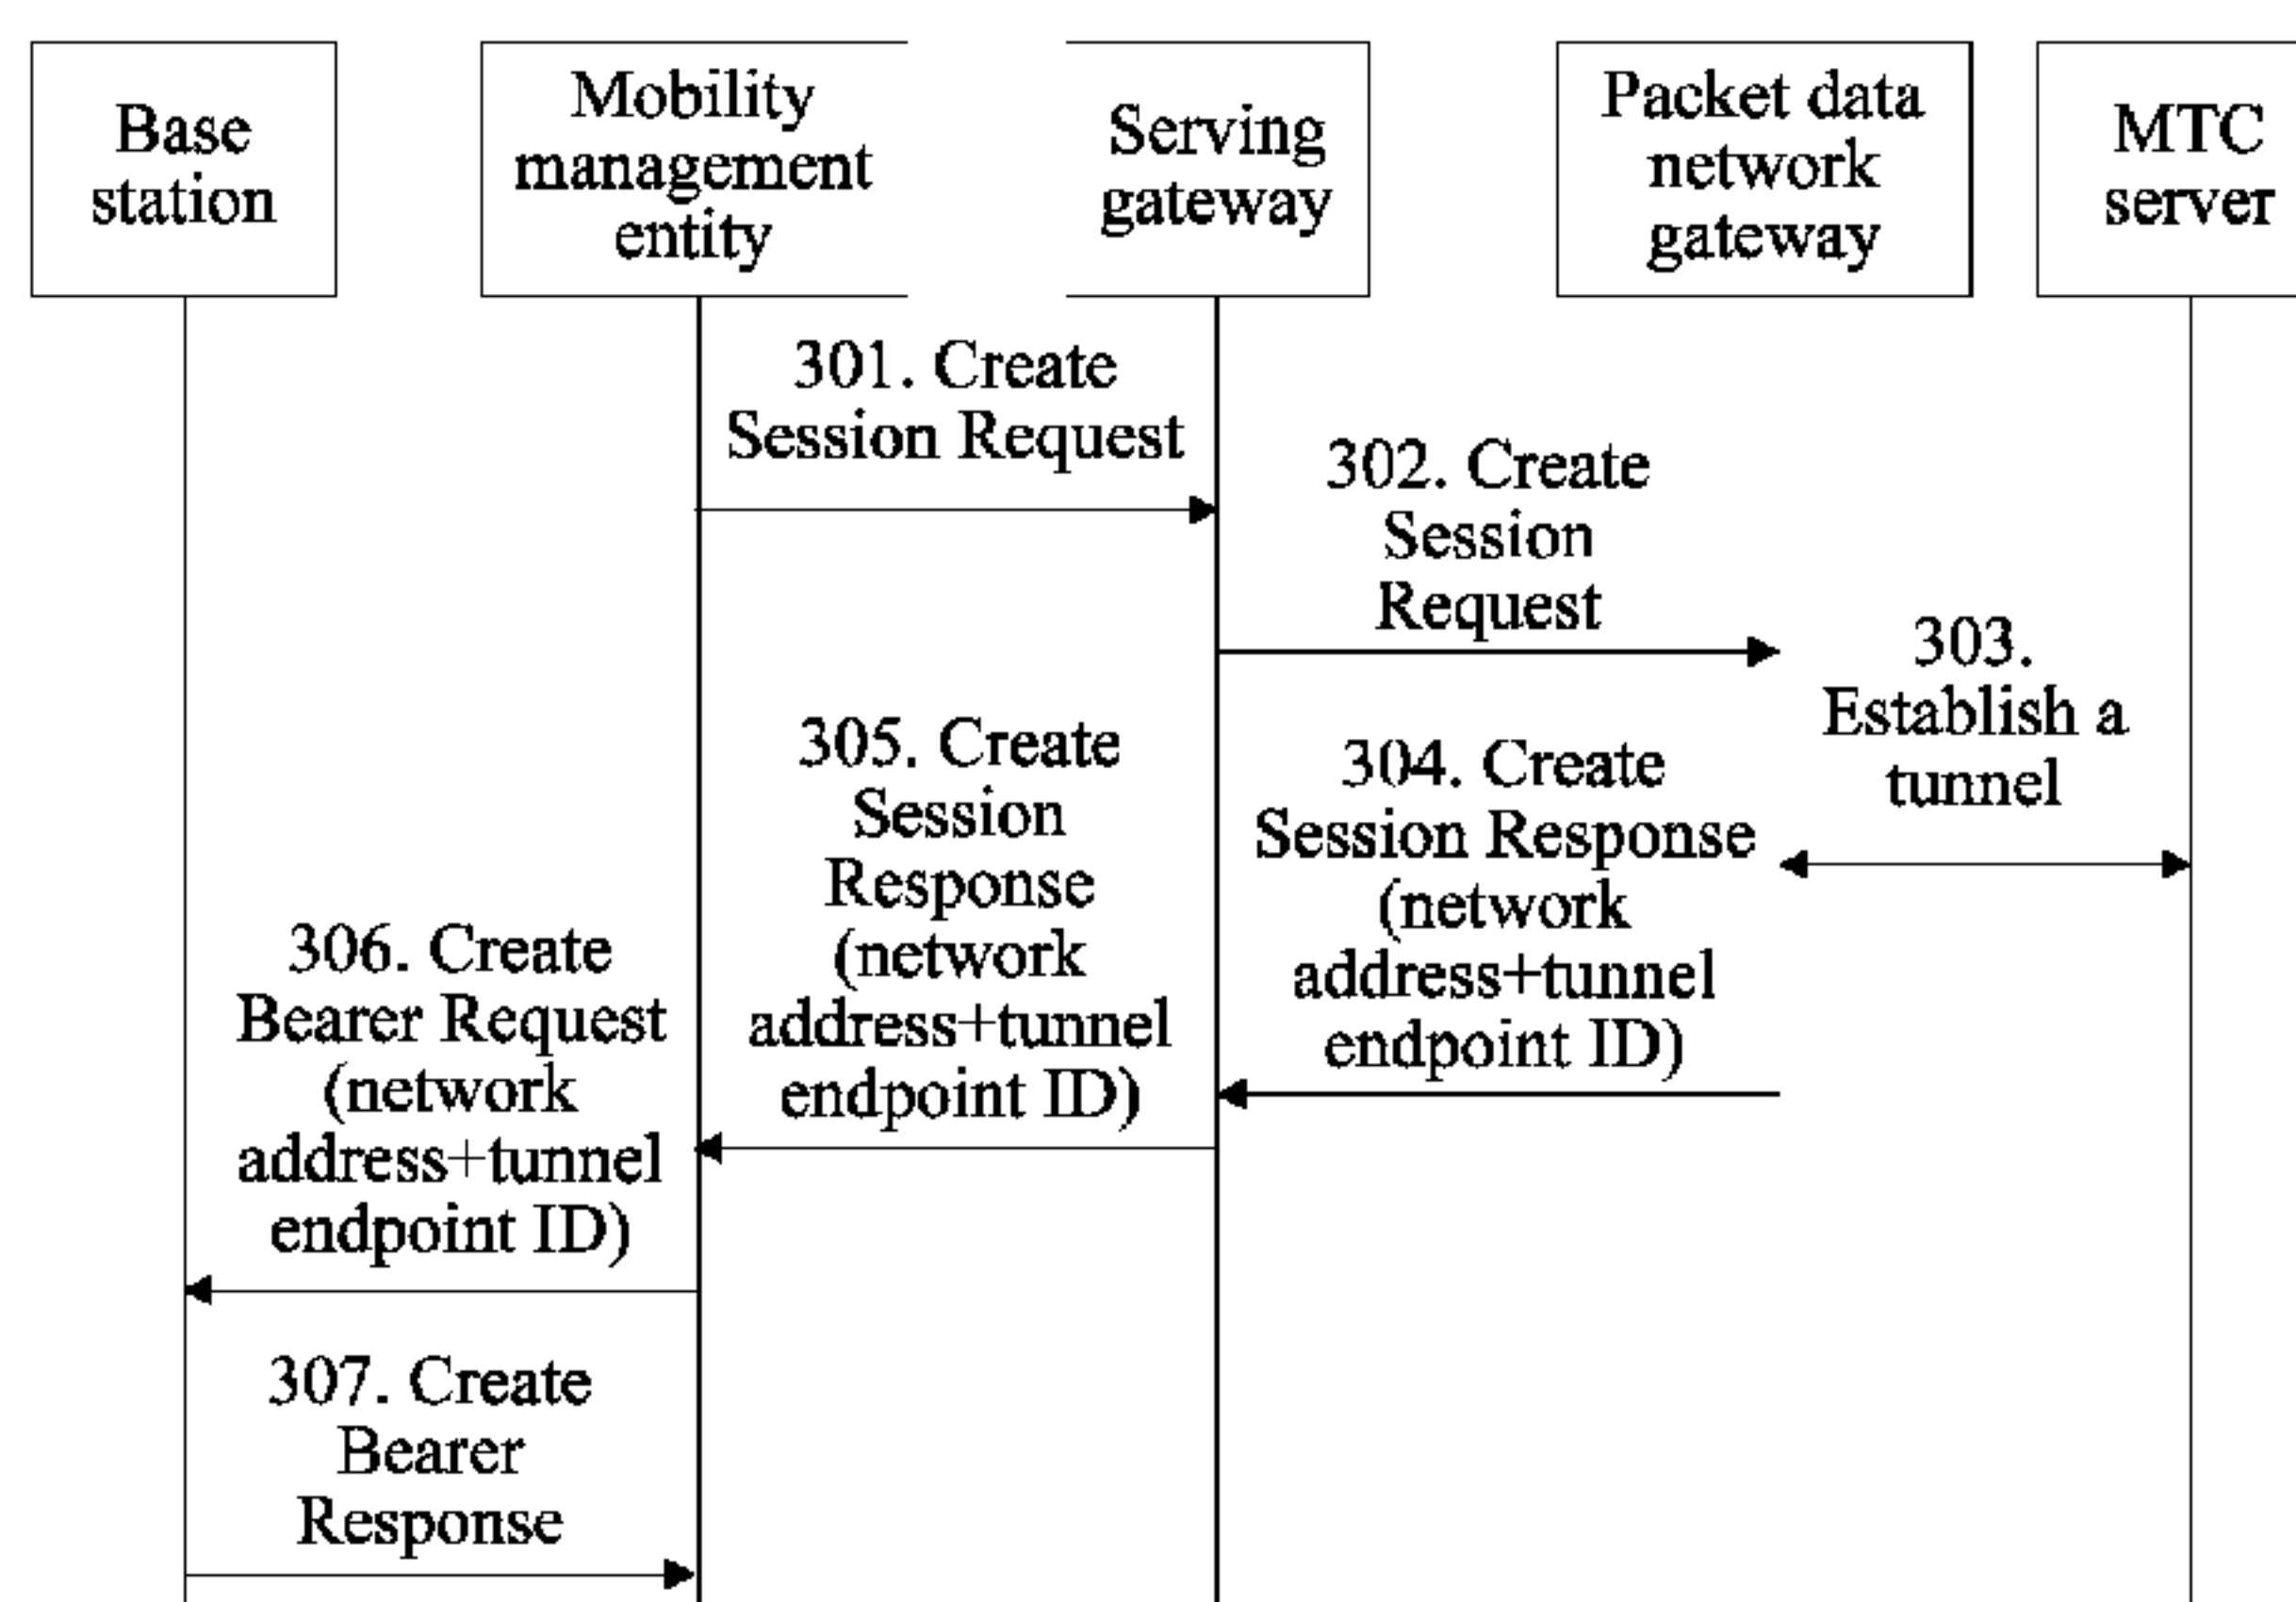 Base
station
Mobility
management
entity
Serving
gateway
Packet data
network
gateway
MTC
server
301. Create
Session Request
302. Create
Session
Request
303.
Establish a
tunnel
304. Create
Session Response
(network
address+tunnel
endpoint ID)
305. Create
Session
Response
(network
address+tunnel
endpoint ID)
306. Create
Bearer Request
(network
address+tunnel
endpoint ID)
307. Create
Bearer
Response